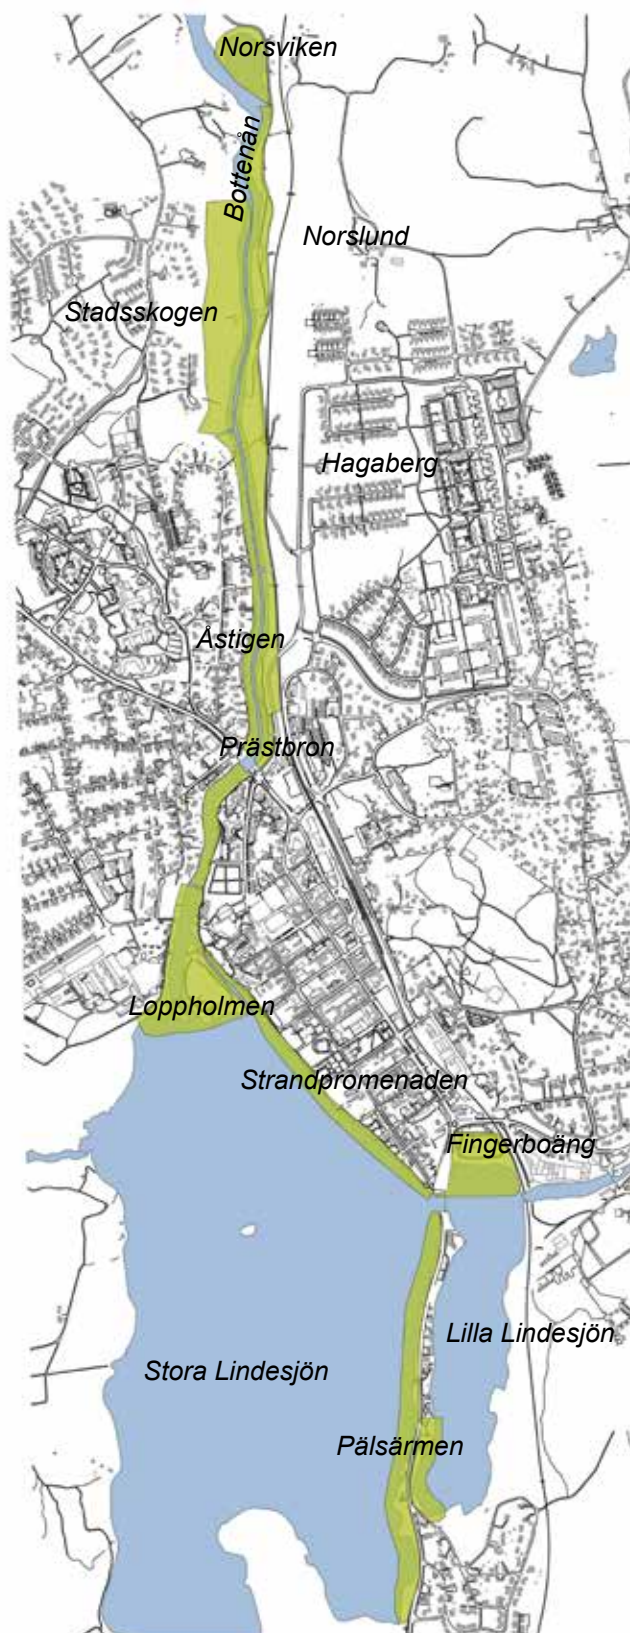 Norsviken
Bottenån
Norslund
Stadsskogen
Hagaberg
Åstigen
Prästbron
Loppholmen
Strandpromenaden
Fingerboäng
Lilla Lindesjön
Stora Lindesjön
Pälsärmen